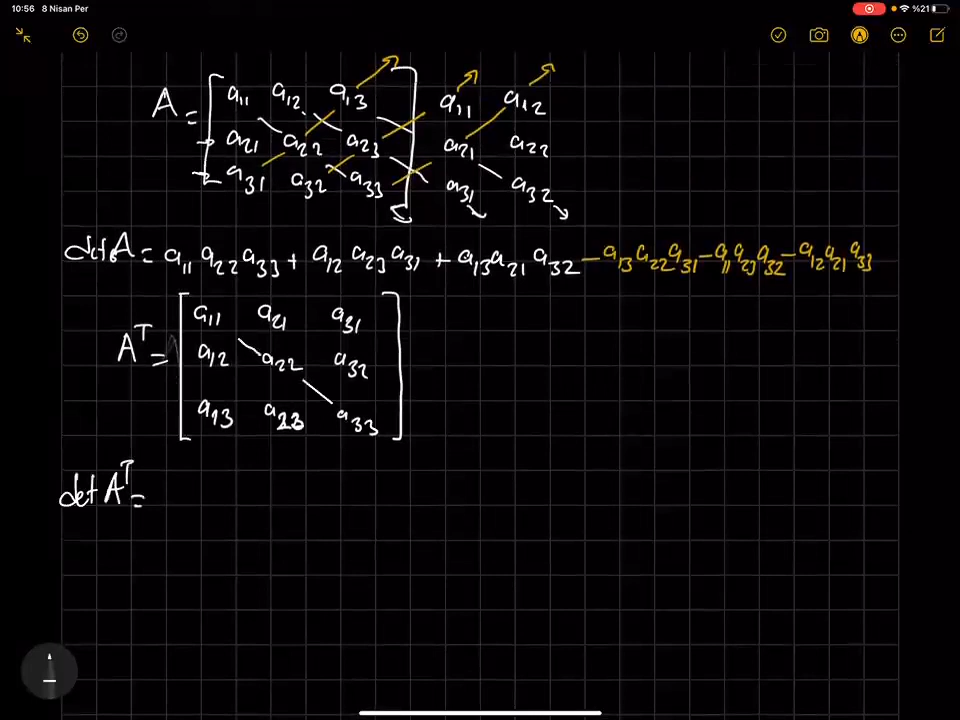 10:56 8 Nisan Per %21
a11 a12 a13 a11 a12
A = a21 a22 a23 a21 a22
a31 a32 a33 a31 a32
detA = a11 a22 a33 + a12 a23 a31 + a13 a21 a32 - a13 a22 a31 - a11 a23 a32 - a12 a21 a33
a11 a21 a31
A^T = a12 a22 a32
a13 a23 a33
det A^T =